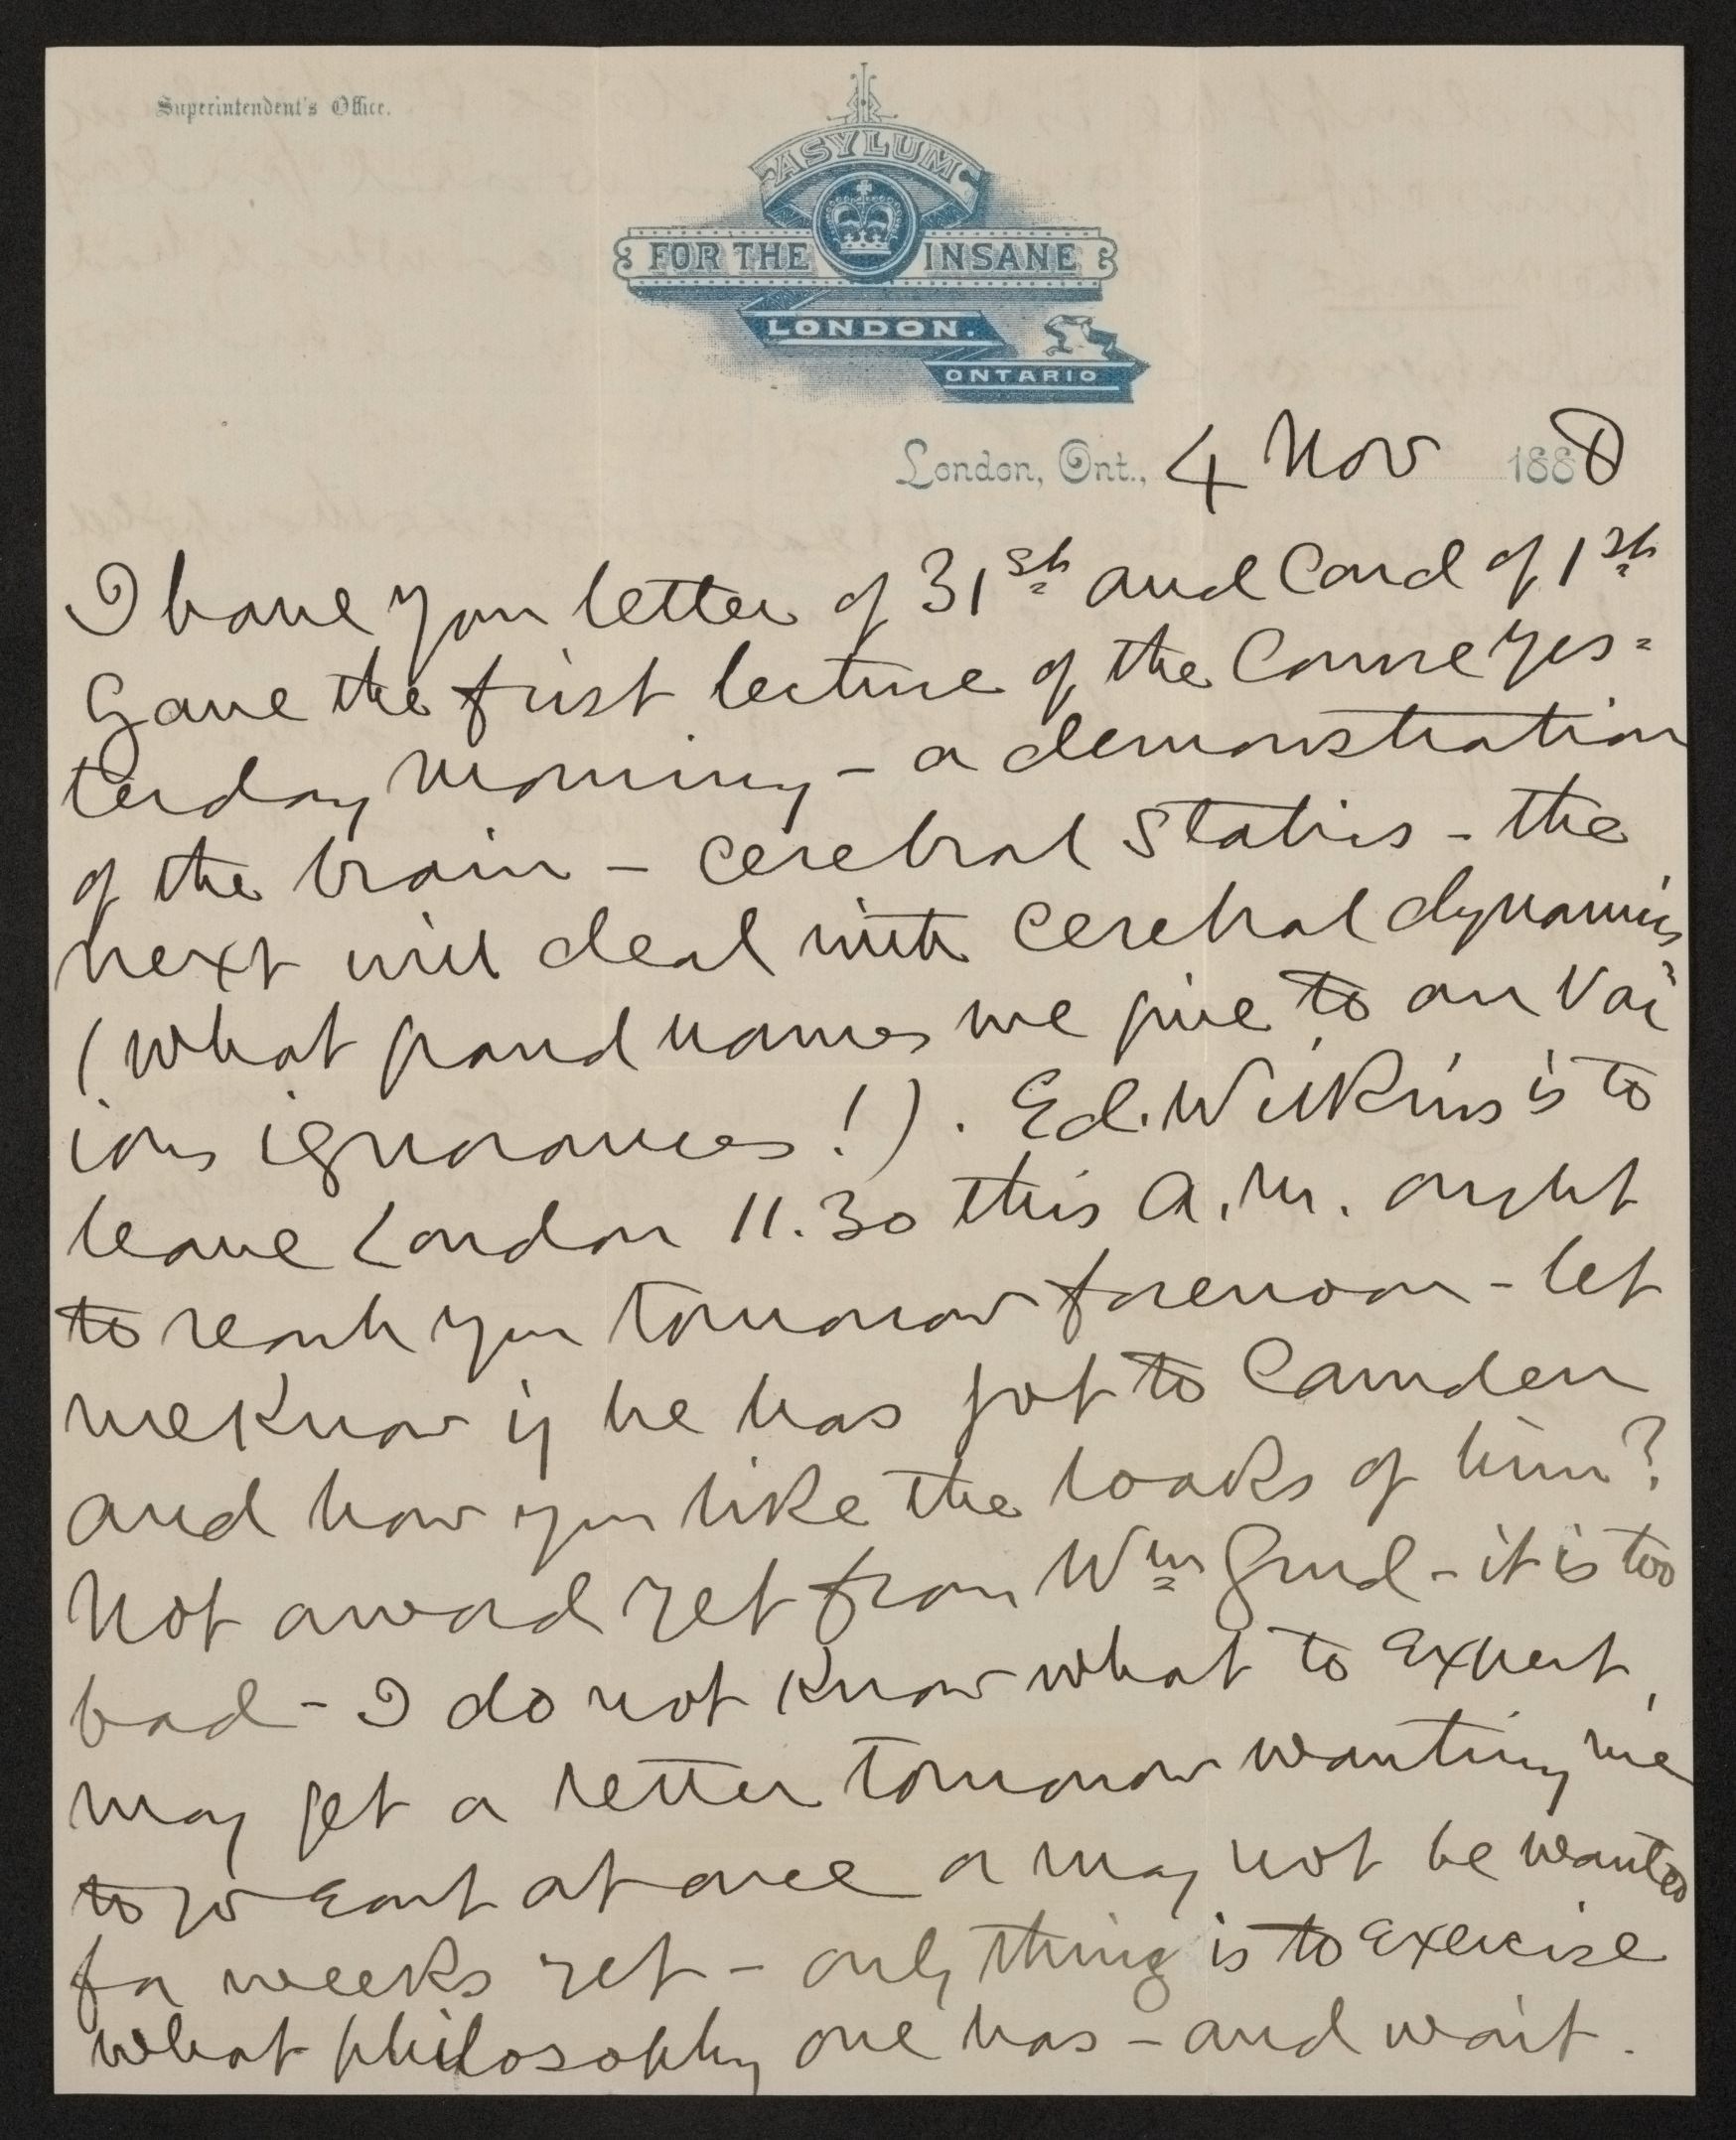 Superintendent's Office.
ASYLUM
FOR THE INSANE
LONDON.
ONTARIO
London, Ont., 4 Nov 1888
I have your letter of 31st and Card of 1st
Gave the first lecture of the Course yes=
terday morning – a demonstration
of the brain – cerebral statics – the
next will deal with cerebral dynamics
(what grand names we give to our var
ious ignorances!). Ed. Wilkins is to
leave London 11.30 this a.m. ought
to reach you tomorrow forenoon – let
me know if he has got to Camden
and how you like the looks of him?
Not a word yet from Wm Gurd – it is too
bad – I do not know what to expect,
may get a letter tomorrow wanting me
to go East at once or may not be wanted
for weeks yet – only thing is to exercise
what philosophy one has – and wait.